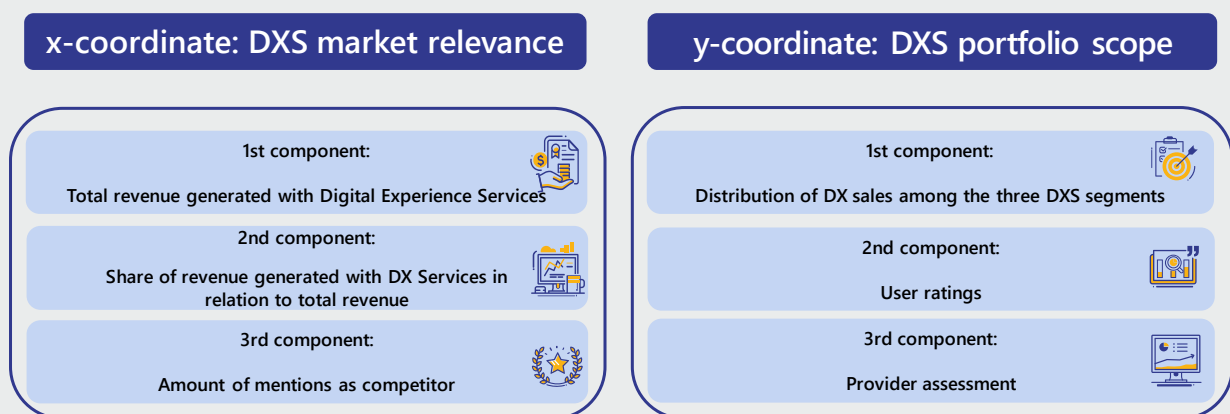 x-coordinate: DXS market relevance
1st component:
Total revenue generated with Digital Experience Services
2nd component:
Share of revenue generated with DX Services in
relation to total revenue
3rd component:
Amount of mentions as competitor
y-coordinate: DXS portfolio scope
1st component:
Distribution of DX sales among the three DXS segments
2nd component:
User ratings
3rd component:
Provider assessment